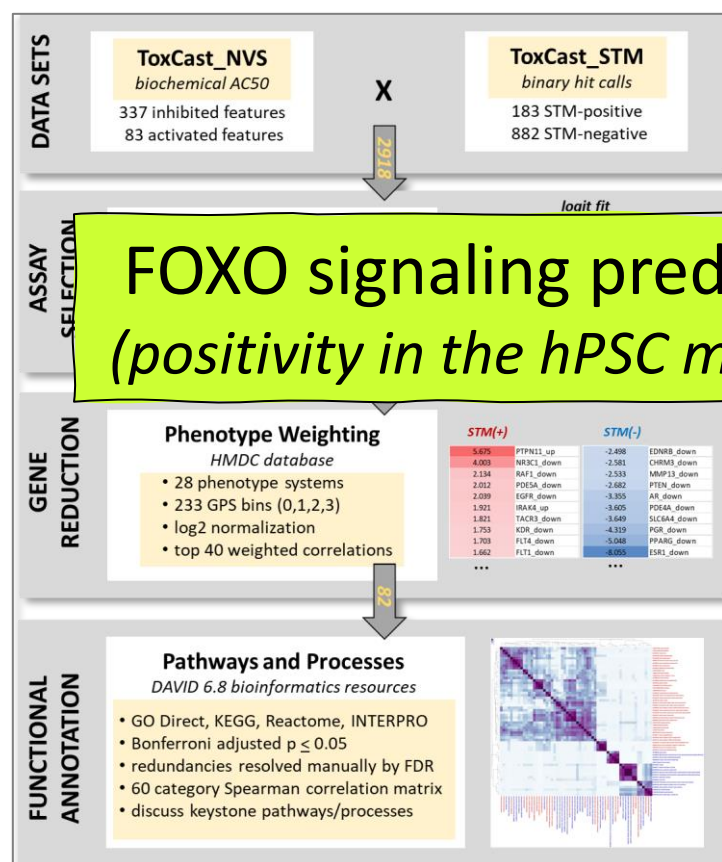 DATA SETS
ToxCast_NVS
biochemical AC50
337 inhibited features
83 activated features
X
ToxCast_STM
binary hit calls
183 STM-positive
882 STM-negative
2918
ASSAY
SELECTION
logit fit
FOXO signaling pred
(positivity in the hPSC m
GENE
REDUCTION
Phenotype Weighting
HMDC database
• 28 phenotype systems
• 233 GPS bins (0,1,2,3)
• log2 normalization
• top 40 weighted correlations
STM(+)
5.675 PTPN11_up
4.003 NR3C1_down
2.134 RAF1_down
2.012 PDE5A_down
2.039 EGFR_down
1.921 IRAK4_up
1.821 TACR3_down
1.753 KDR_down
1.703 FLT4_down
1.662 FLT1_down
...
STM(-)
-2.498 EDNRB_down
-2.581 CHRM3_down
-2.533 MMP13_down
-2.682 PTEN_down
-3.355 AR_down
-3.605 PDE4A_down
-3.649 SLC6A4_down
-4.319 PGR_down
-5.048 PPARG_down
-8.055 ESR1_down
...
82
FUNCTIONAL
ANNOTATION
Pathways and Processes
DAVID 6.8 bioinformatics resources
• GO Direct, KEGG, Reactome, INTERPRO
• Bonferroni adjusted p ≤ 0.05
• redundancies resolved manually by FDR
• 60 category Spearman correlation matrix
• discuss keystone pathways/processes